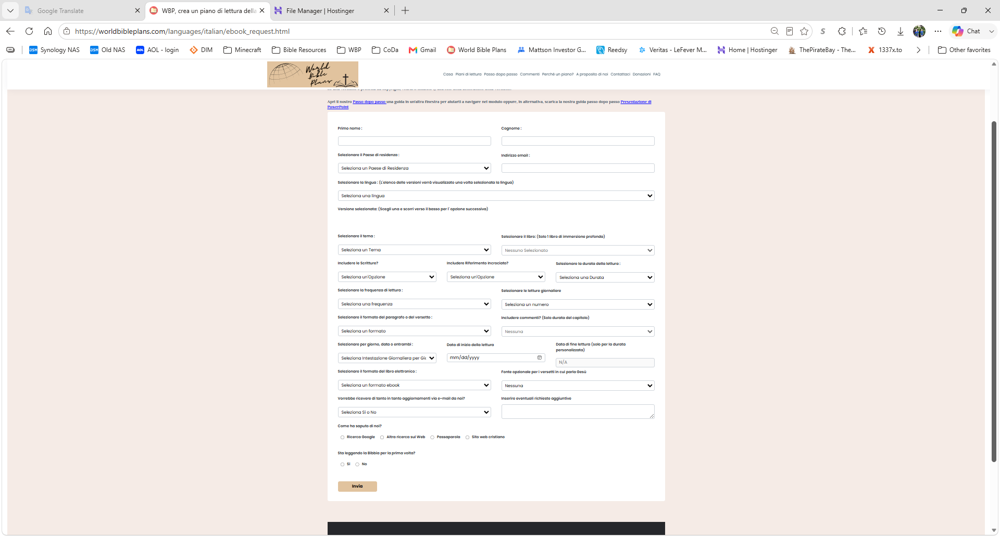 Google Translate
WBP, crea un piano di lettura della
File Manager | Hostinger
https://worldbibleplans.com/languages/italian/ebook_request.html
Chat
DSM Synology NAS
DSM Old NAS
AOL AOL - login
DIM
Minecraft
Bible Resources
WBP
CoDa
Gmail
World Bible Plans
Mattson Investor G...
Reedsy
Veritas - LeFever M...
Home | Hostinger
ThePirateBay - The...
1337x.to
Other favorites
World
Bible
Plans
Casa Piani di lettura Passo dopo passo Commenti Perché un piano? A proposito di noi Contattaci Donazioni FAQ
Apri il nostro Passo dopo passo una guida in un'altra finestra per aiutarti a navigare nel modulo oppure, in alternativa, scarica la nostra guida passo dopo passo Presentazione di
PowerPoint
Primo nome :
Cognome :
Selezionare il Paese di residenza :
Indirizzo email :
Seleziona un Paese di Residenza
Selezionare la lingua : (L'elenco delle versioni verrà visualizzato una volta selezionata la lingua)
Seleziona una lingua
Versione selezionata: (Scegli una e scorri verso il basso per l' opzione successiva)
Selezionare il tema :
Selezionare il libro: (Solo 1 libro di immersione profonda)
Seleziona un Tema
Nessuno Selezionato
Includere le Scritture?
Includere Riferimento Incrociato?
Selezionare la durata della lettura :
Seleziona un'Opzione
Seleziona un'Opzione
Seleziona una Durata
Selezionare la frequenza di lettura :
Selezionare le letture giornaliere
Seleziona una frequenza
Seleziona un numero
Selezionare il formato del paragrafo o del versetto :
Includere commenti? (Solo durata del capitolo)
Seleziona un formato
Nessuna
Selezionare per giorno, data o entrambi :
Data di inizio della lettura
Data di fine lettura (solo per la durata
personalizzata)
Seleziona Intestazione Giornaliera per Gic
mm/dd/yyyy
N/A
Selezionare il formato del libro elettronico :
Fonte opzionale per i versetti in cui parla Gesù
Seleziona un formato ebook
Nessuna
Vorrebbe ricevere di tanto in tanto aggiornamenti via e-mail da noi?
Inserire eventuali richieste aggiuntive
Seleziona Sì o No
Come ha saputo di noi?
Ricerca Google
Altra ricerca sul Web
Passaparola
Sito web cristiano
Sta leggendo la Bibbia per la prima volta?
Sì
No
Invia